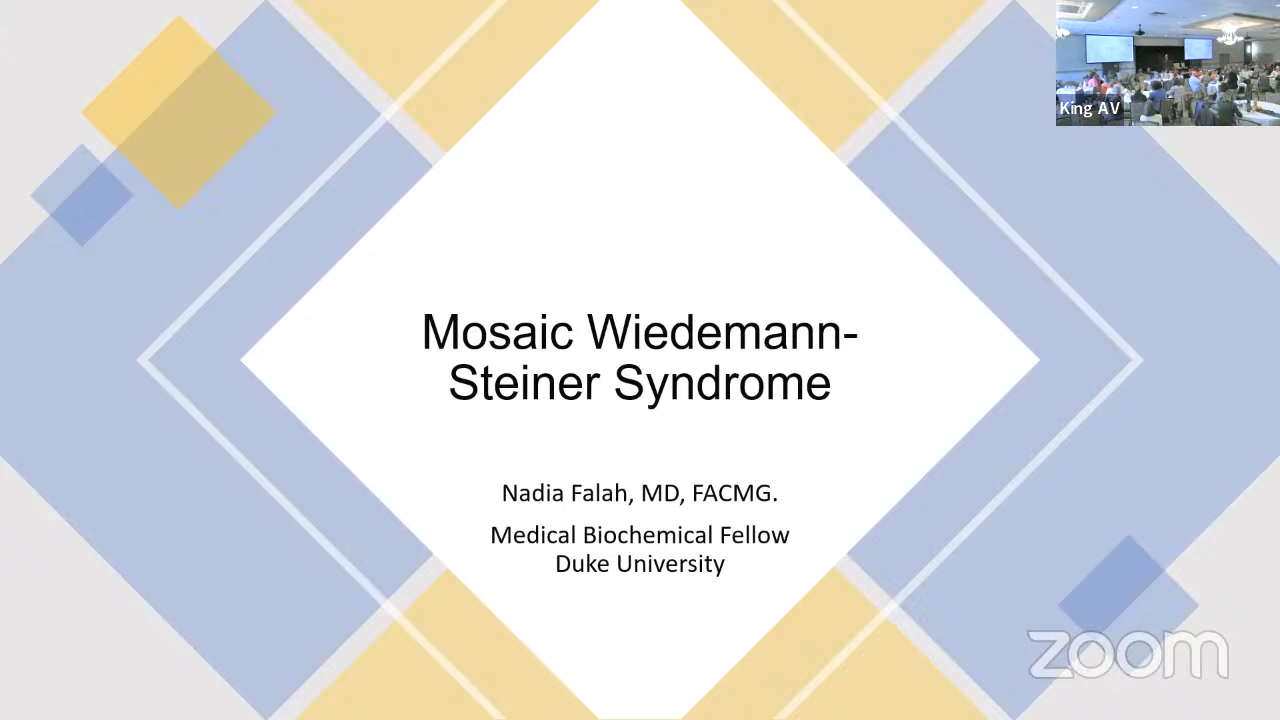 King AV
Mosaic Wiedemann-
Steiner Syndrome
Nadia Falah, MD, FACMG.
Medical Biochemical Fellow
Duke University
zoom